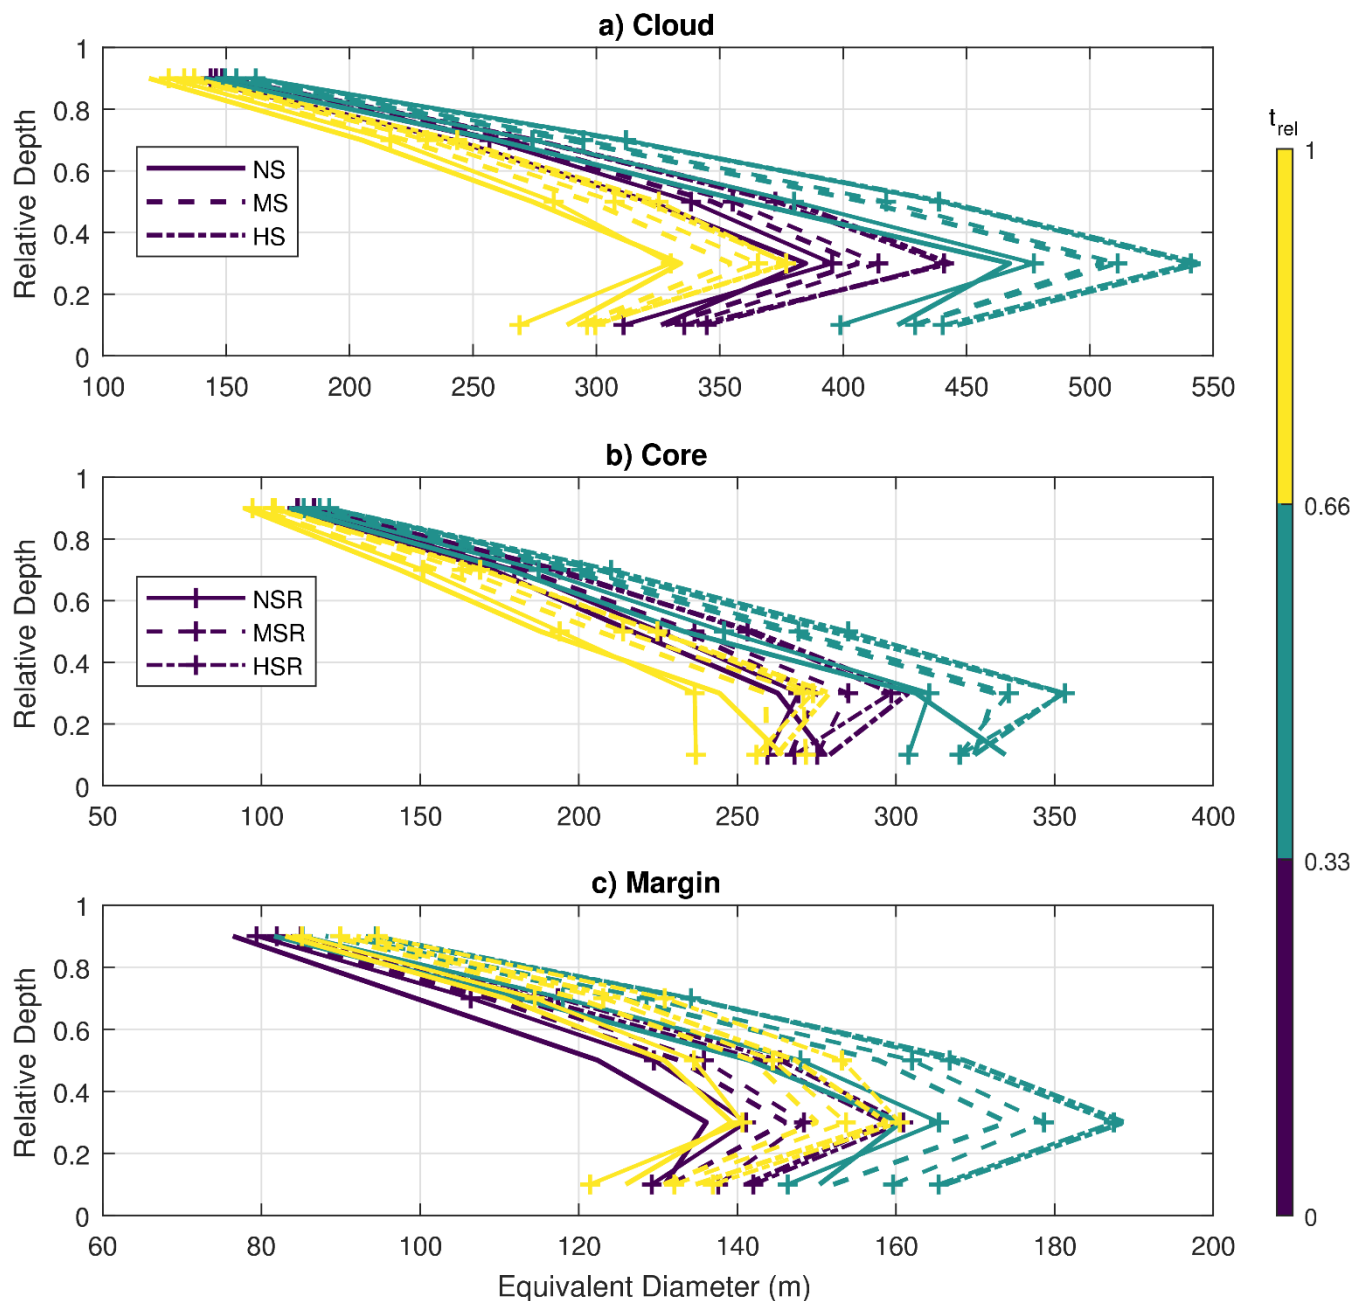 a) Cloud
1
0.8
0.6
0.4
0.2
0
Relative Depth
NS
MS
HS
100 150 200 250 300 350 400 450 500 550
b) Core
1
0.8
0.6
0.4
0.2
0
Relative Depth
NSR
MSR
HSR
50 100 150 200 250 300 350 400
c) Margin
1
0.8
0.6
0.4
0.2
0
Relative Depth
60 80 100 120 140 160 180 200
Equivalent Diameter (m)
t_rel
1
0.66
0.33
0